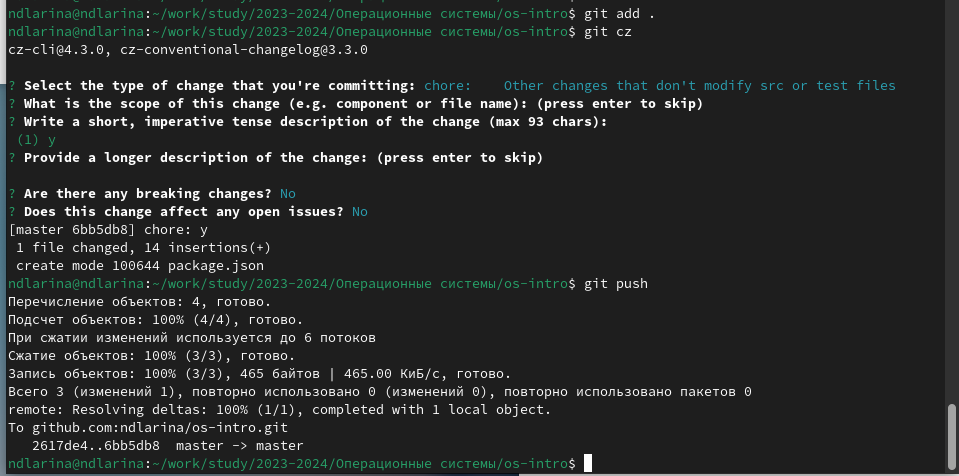 ndlarina@ndlarina:~/work/study/2023-2024/Операционные системы/os-intro$ git add .
ndlarina@ndlarina:~/work/study/2023-2024/Операционные системы/os-intro$ git cz
cz-cli@4.3.0, cz-conventional-changelog@3.3.0
? Select the type of change that you're committing: chore:    Other changes that don't modify src or test files
? What is the scope of this change (e.g. component or file name): (press enter to skip)
? Write a short, imperative tense description of the change (max 93 chars):
 (1) y
? Provide a longer description of the change: (press enter to skip)
? Are there any breaking changes? No
? Does this change affect any open issues? No
[master 6bb5db8] chore: y
 1 file changed, 14 insertions(+)
 create mode 100644 package.json
ndlarina@ndlarina:~/work/study/2023-2024/Операционные системы/os-intro$ git push
Перечисление объектов: 4, готово.
Подсчет объектов: 100% (4/4), готово.
При сжатии изменений используется до 6 потоков
Сжатие объектов: 100% (3/3), готово.
Запись объектов: 100% (3/3), 465 байтов | 465.00 КиБ/с, готово.
Всего 3 (изменений 1), повторно использовано 0 (изменений 0), повторно использовано пакетов 0
remote: Resolving deltas: 100% (1/1), completed with 1 local object.
To github.com:ndlarina/os-intro.git
   2617de4..6bb5db8  master -> master
ndlarina@ndlarina:~/work/study/2023-2024/Операционные системы/os-intro$